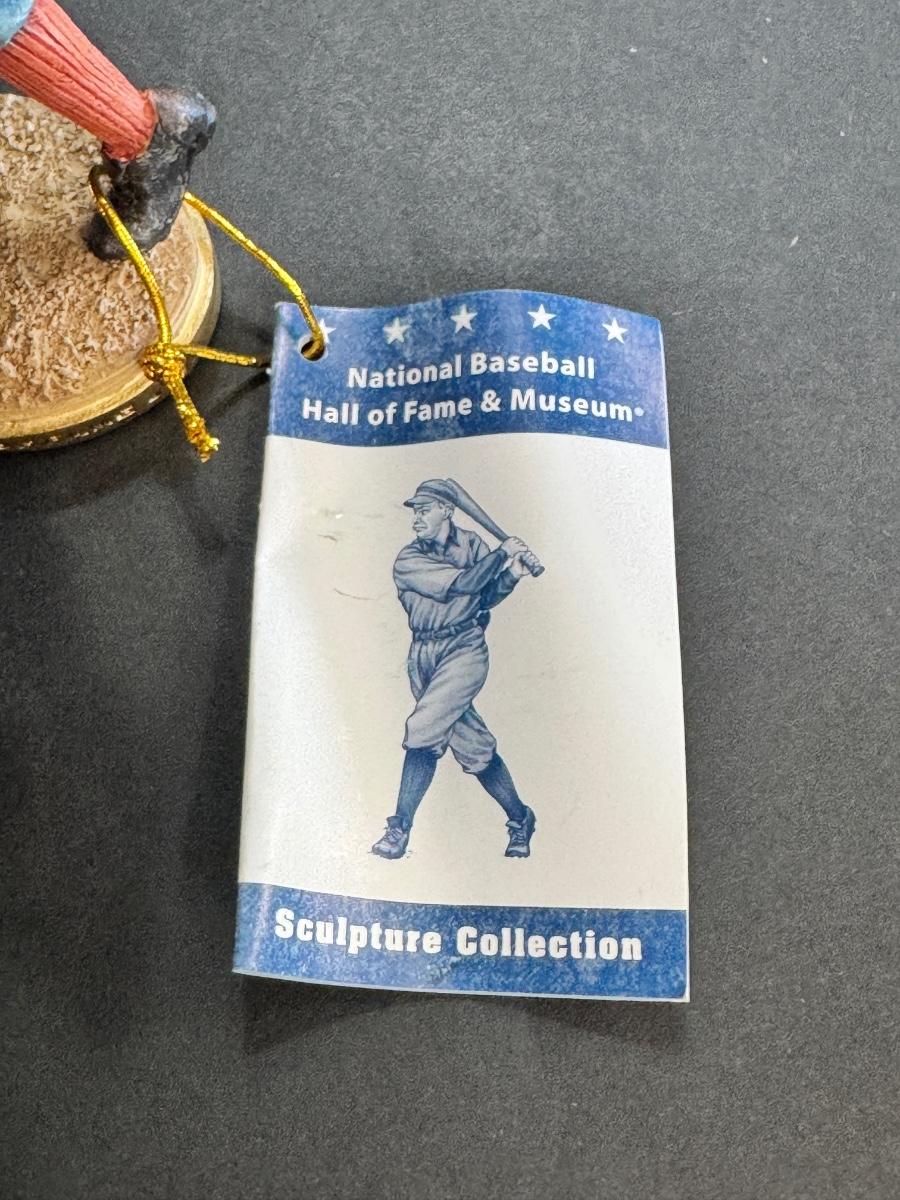 National Baseball
Hall of Fame & Museum®
Sculpture Collection